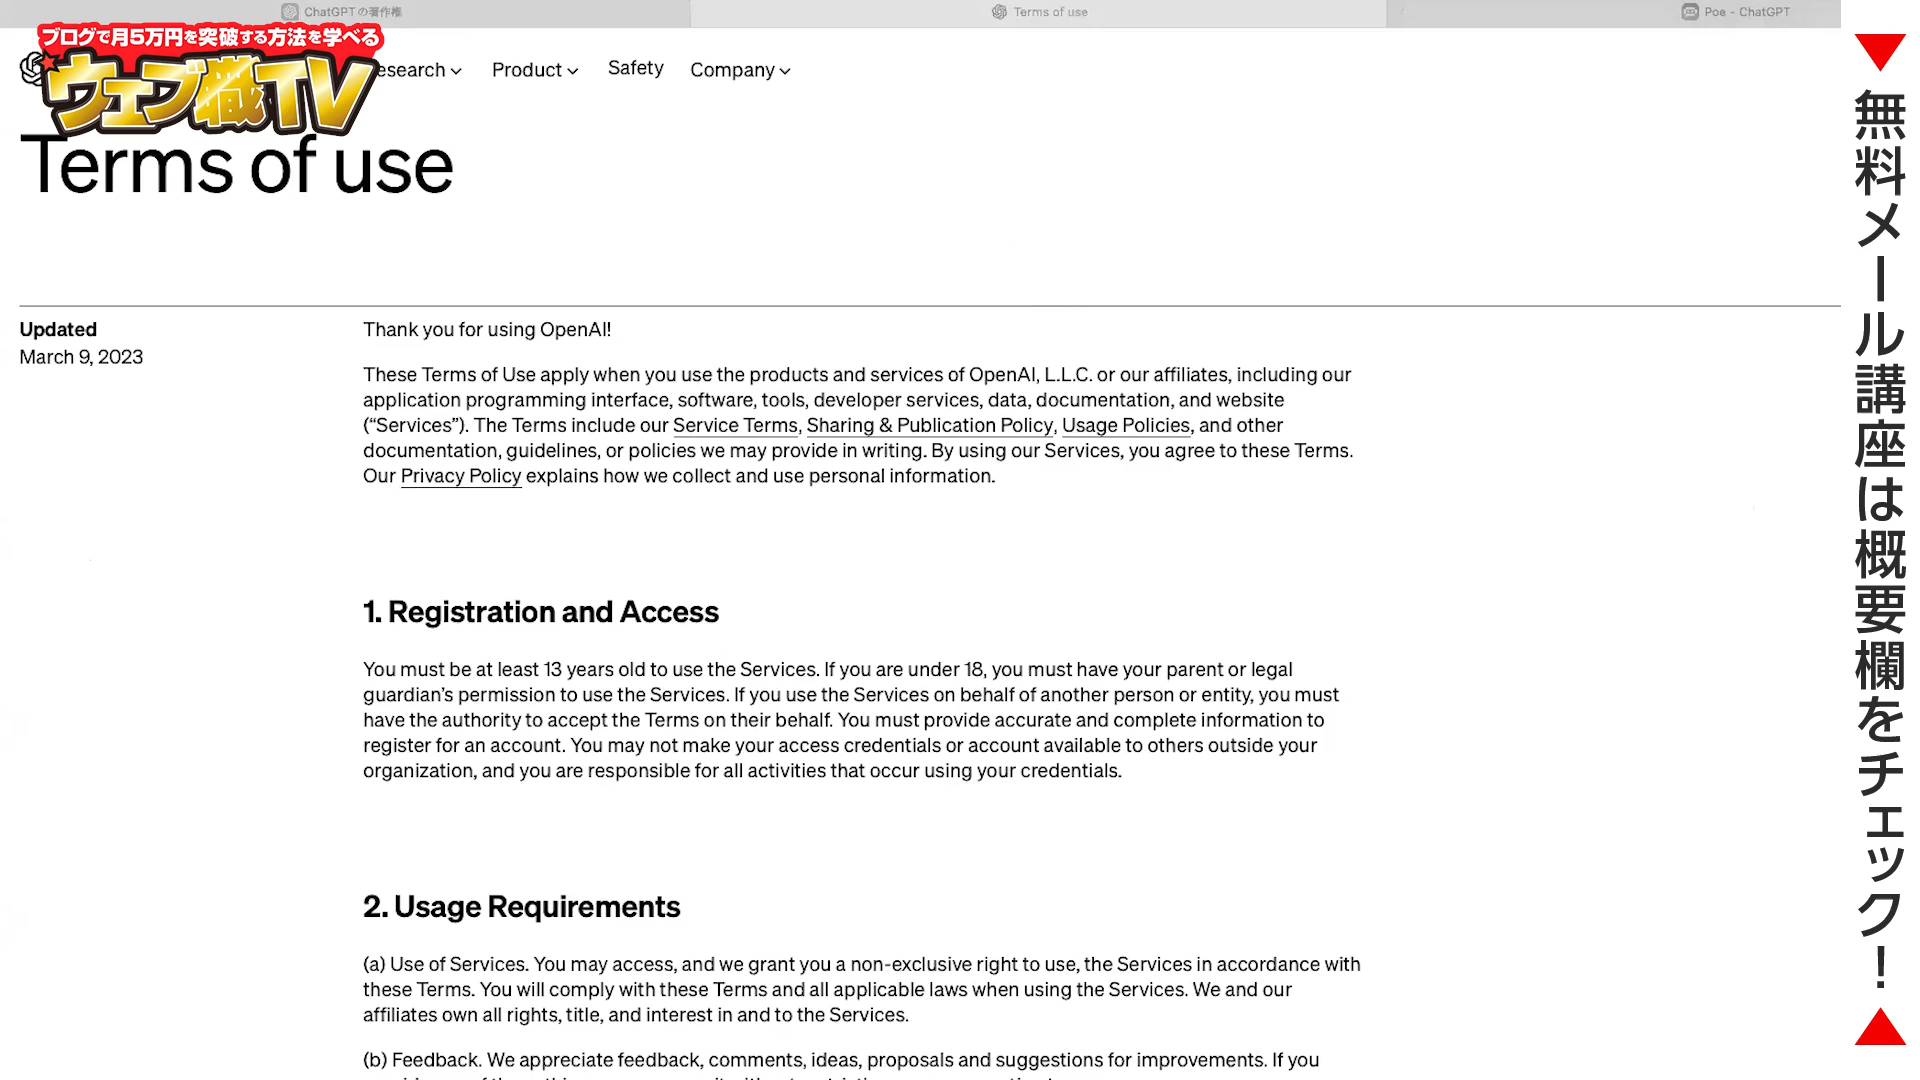 ChatGPTの著作権
Terms of use
Poe - ChatGPT
ブログで月5万円を突破する方法を学べる
ウェブ職TV
esearch
Product
Safety
Company
Terms of use
Updated
March 9, 2023
Thank you for using OpenAI!
These Terms of Use apply when you use the products and services of OpenAI, L.L.C. or our affiliates, including our
application programming interface, software, tools, developer services, data, documentation, and website
(“Services”). The Terms include our Service Terms, Sharing & Publication Policy, Usage Policies, and other
documentation, guidelines, or policies we may provide in writing. By using our Services, you agree to these Terms.
Our Privacy Policy explains how we collect and use personal information.
1. Registration and Access
You must be at least 13 years old to use the Services. If you are under 18, you must have your parent or legal
guardian’s permission to use the Services. If you use the Services on behalf of another person or entity, you must
have the authority to accept the Terms on their behalf. You must provide accurate and complete information to
register for an account. You may not make your access credentials or account available to others outside your
organization, and you are responsible for all activities that occur using your credentials.
2. Usage Requirements
(a) Use of Services. You may access, and we grant you a non-exclusive right to use, the Services in accordance with
these Terms. You will comply with these Terms and all applicable laws when using the Services. We and our
affiliates own all rights, title, and interest in and to the Services.
(b) Feedback. We appreciate feedback, comments, ideas, proposals and suggestions for improvements. If you
無料メール講座は概要欄をチェック！